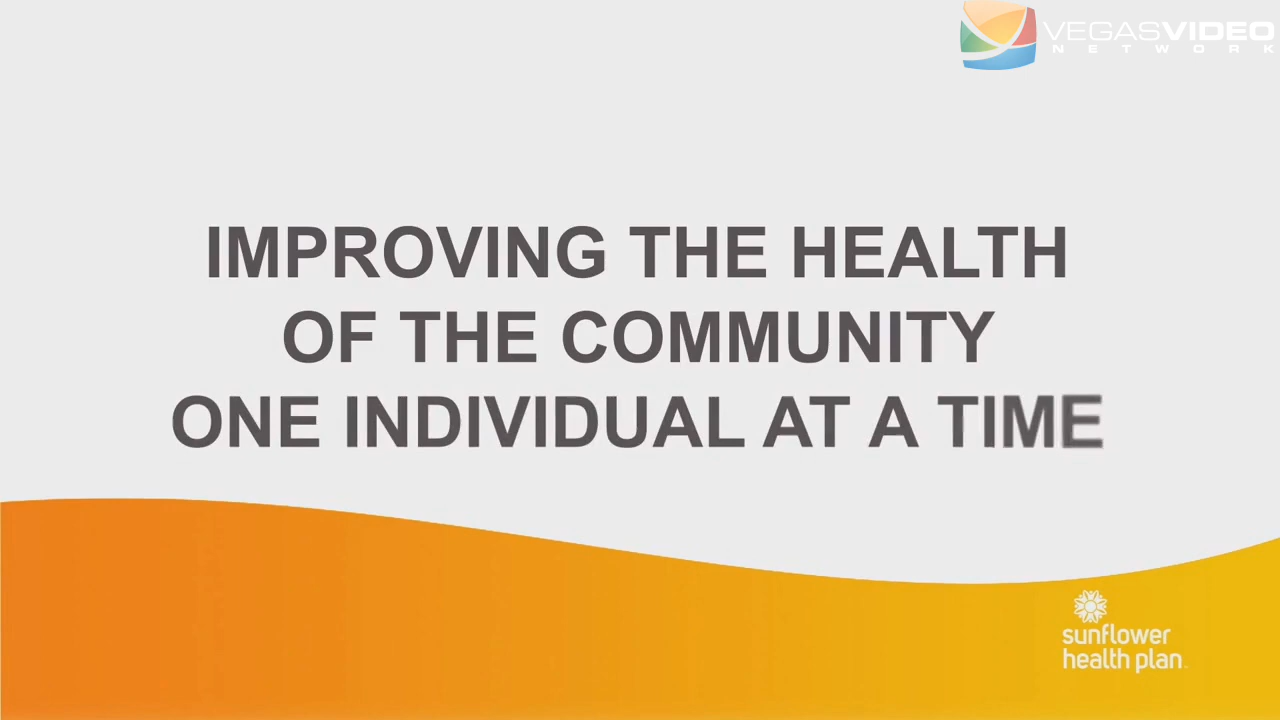 VEGASVIDEO
NETWORK
IMPROVING THE HEALTH
OF THE COMMUNITY
ONE INDIVIDUAL AT A TIME
sunflower
health plan